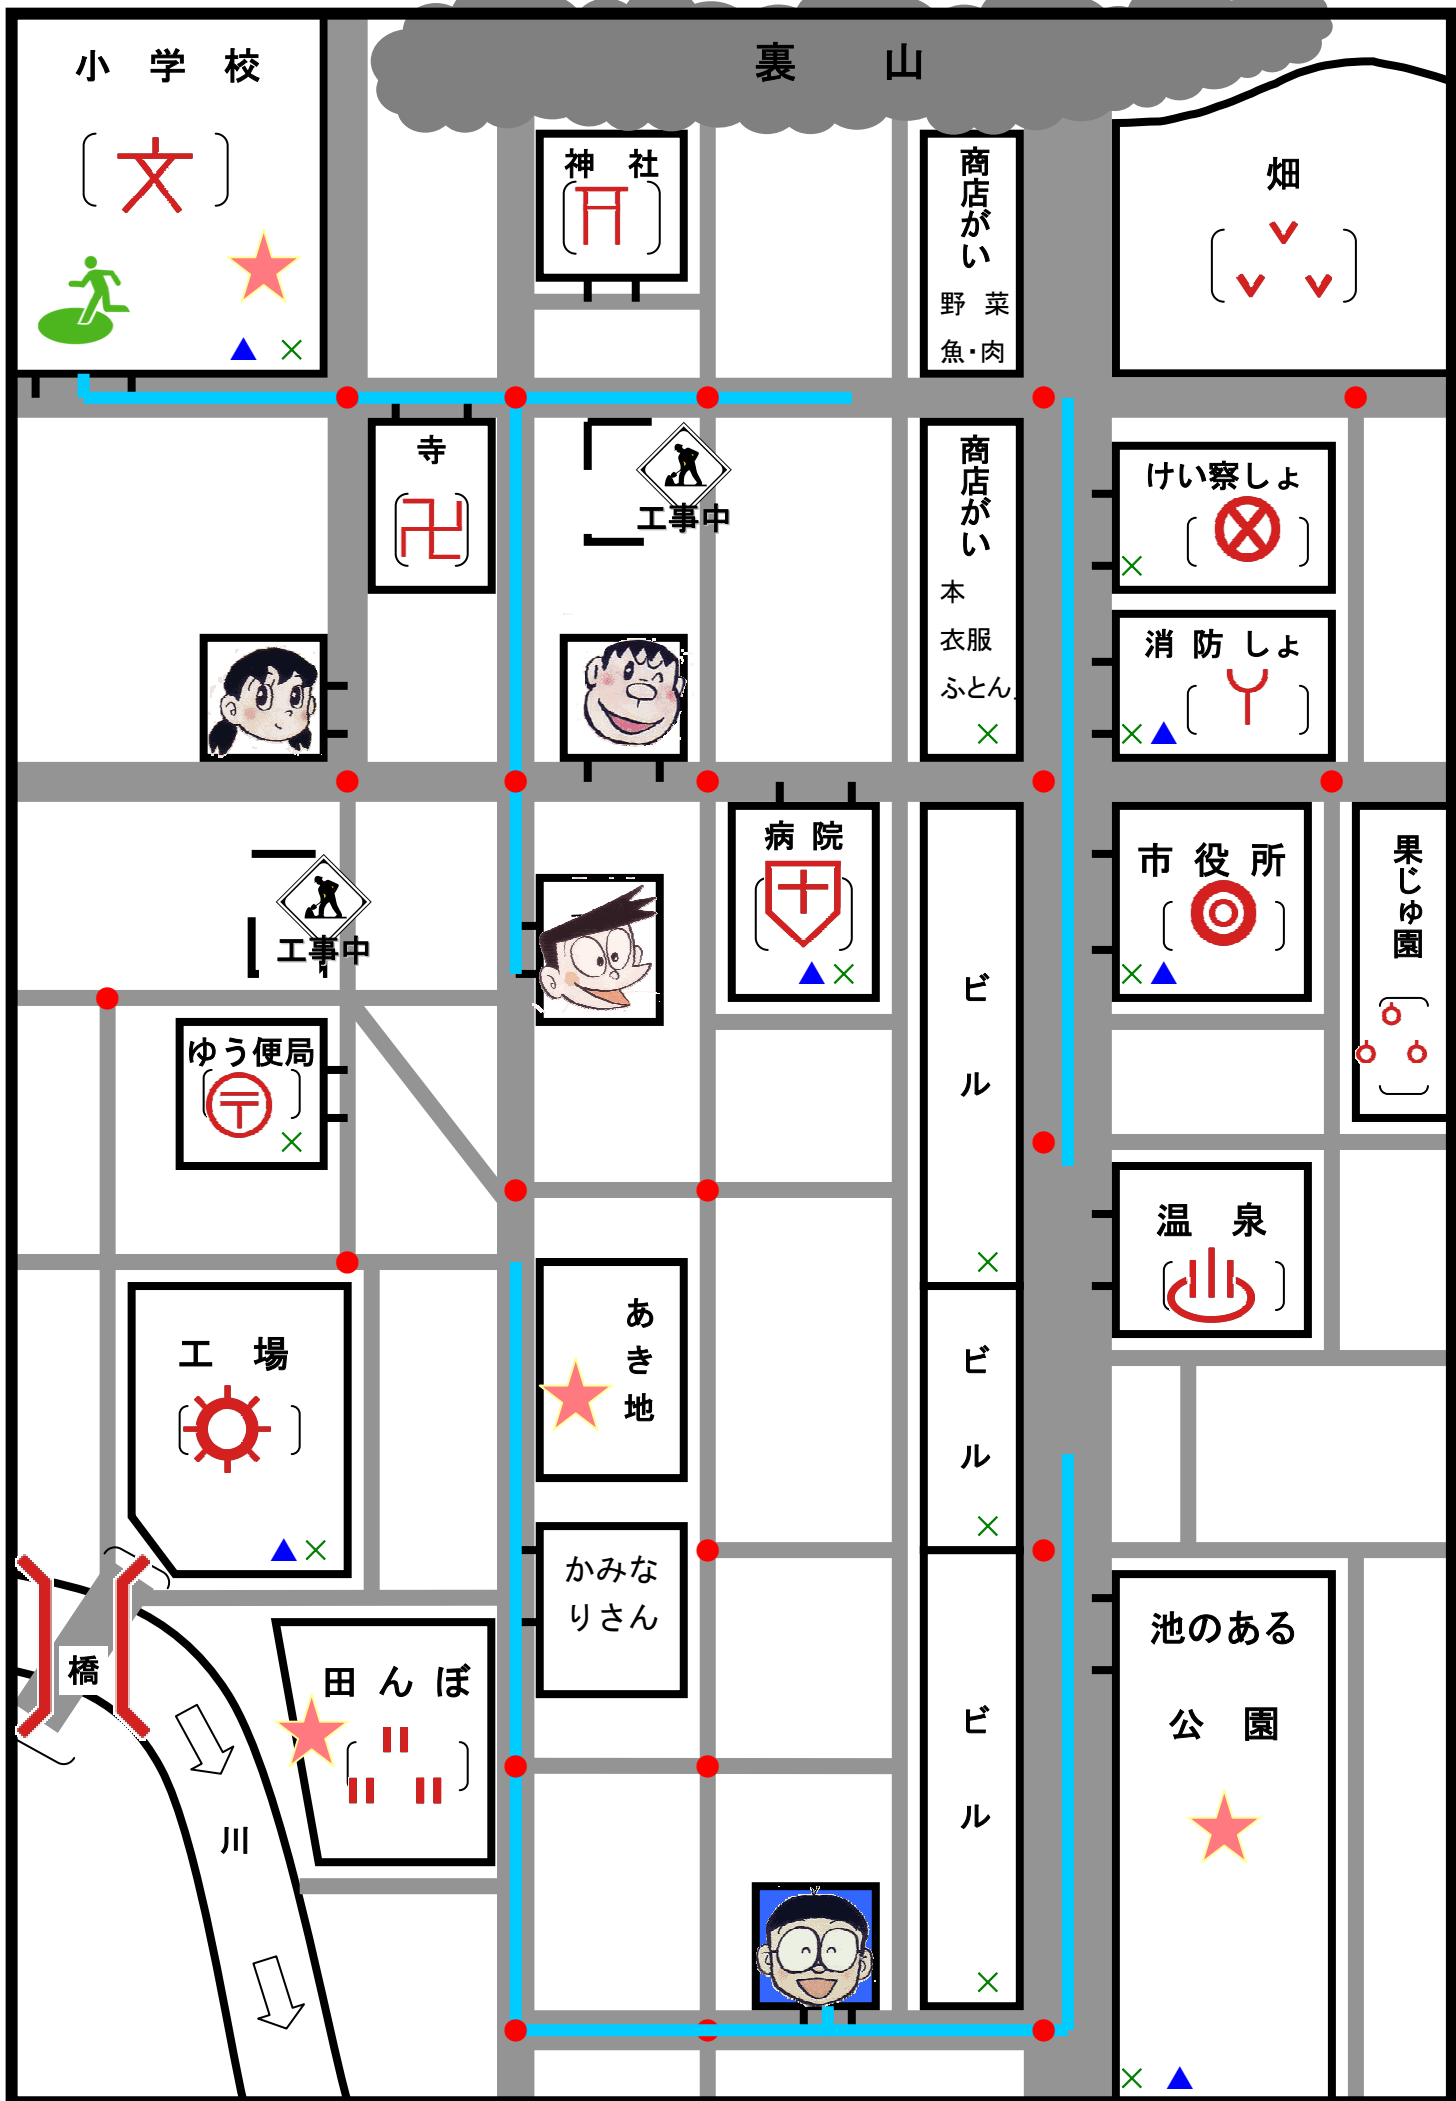 裏 山
小 学 校
文
神 社
商店がい
野 菜
魚・肉
畑
寺
工事中
商店がい
本
衣服
ふとん
けい察しょ
消 防 しょ
病 院
市 役 所
果じゅ園
工事中
ゆう便局
〒
ビル
温 泉
工 場
あき地
ビル
かみな
りさん
橋
田 ん ぼ
池のある
公 園
ビル
川